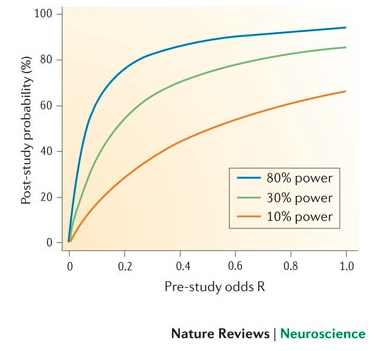 100
80
60
40
20
0
Post-study probability (%)
80% power
30% power
10% power
0 0.2 0.4 0.6 0.8 1.0
Pre-study odds R
Nature Reviews | Neuroscience